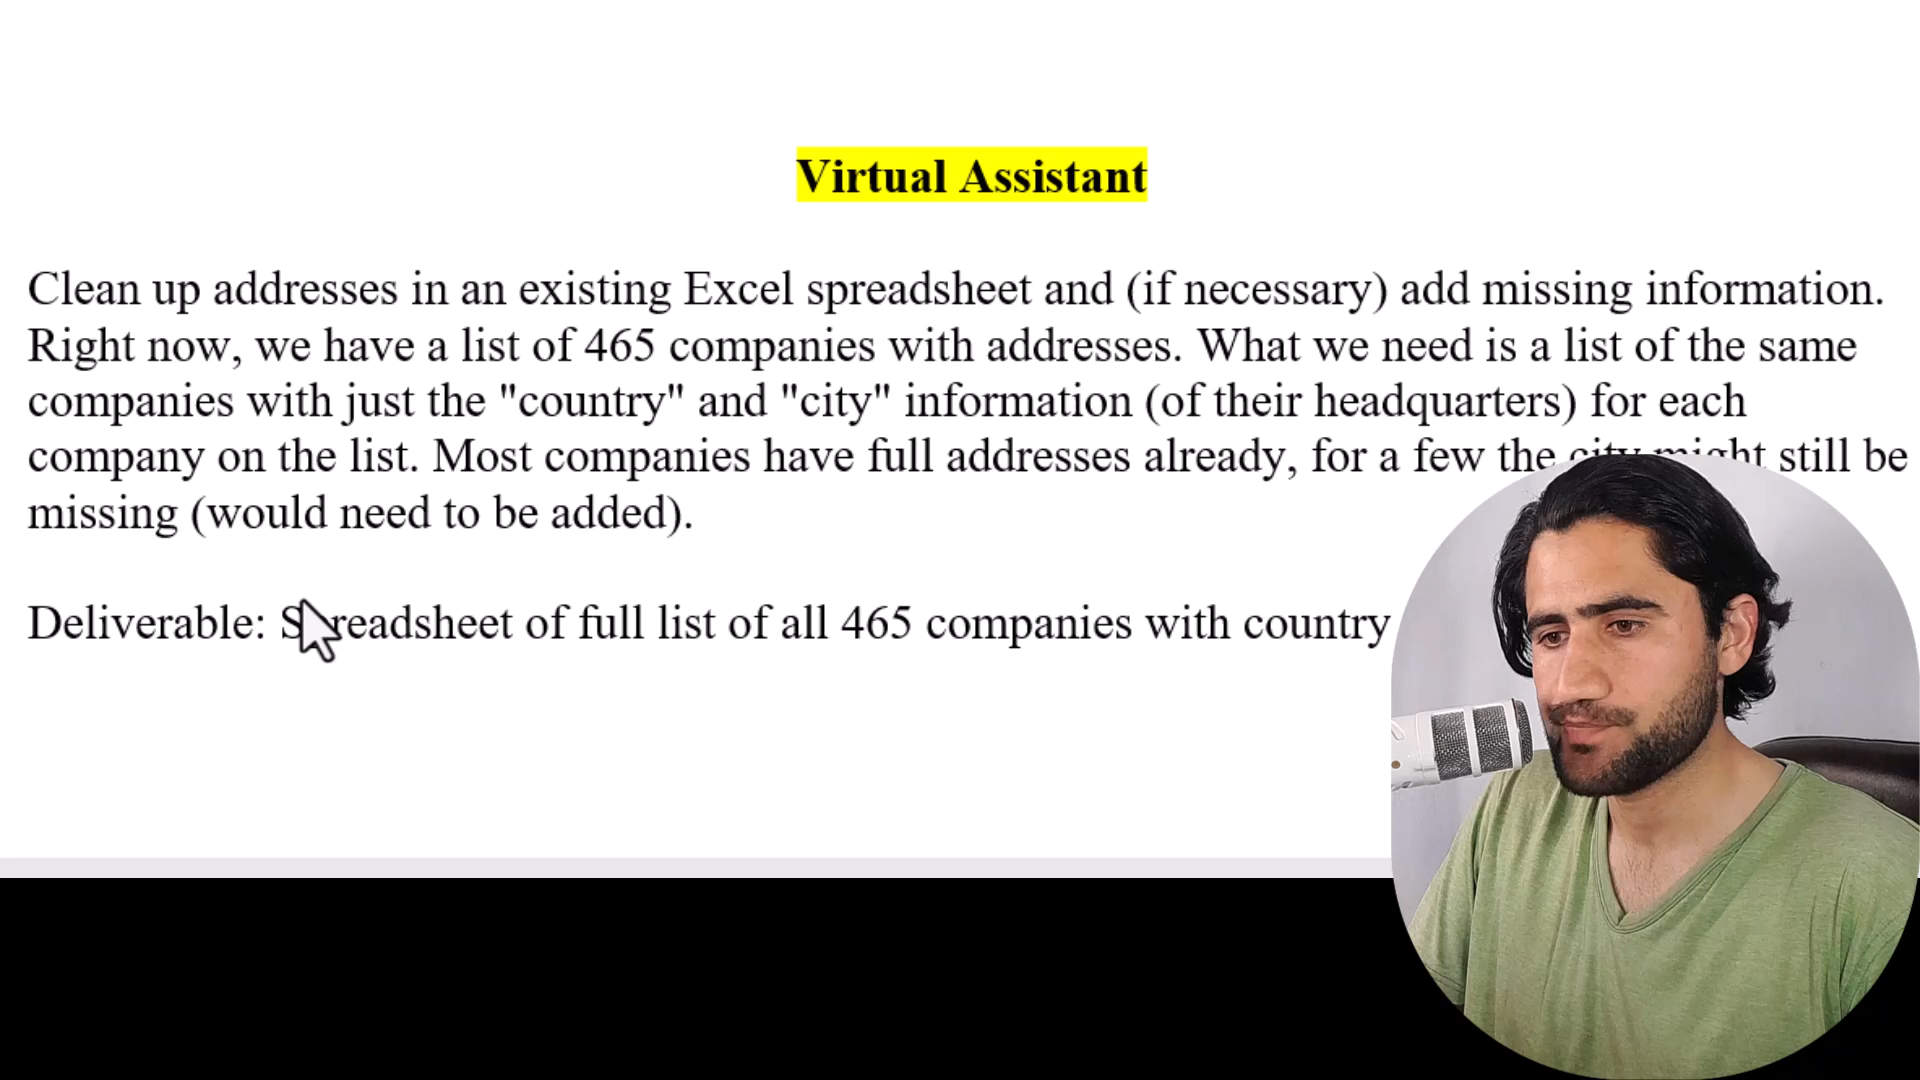 Virtual Assistant
Clean up addresses in an existing Excel spreadsheet and (if necessary) add missing information.
Right now, we have a list of 465 companies with addresses. What we need is a list of the same
companies with just the "country" and "city" information (of their headquarters) for each
company on the list. Most companies have full addresses already, for a few the city might still be
missing (would need to be added).
Deliverable: Spreadsheet of full list of all 465 companies with country